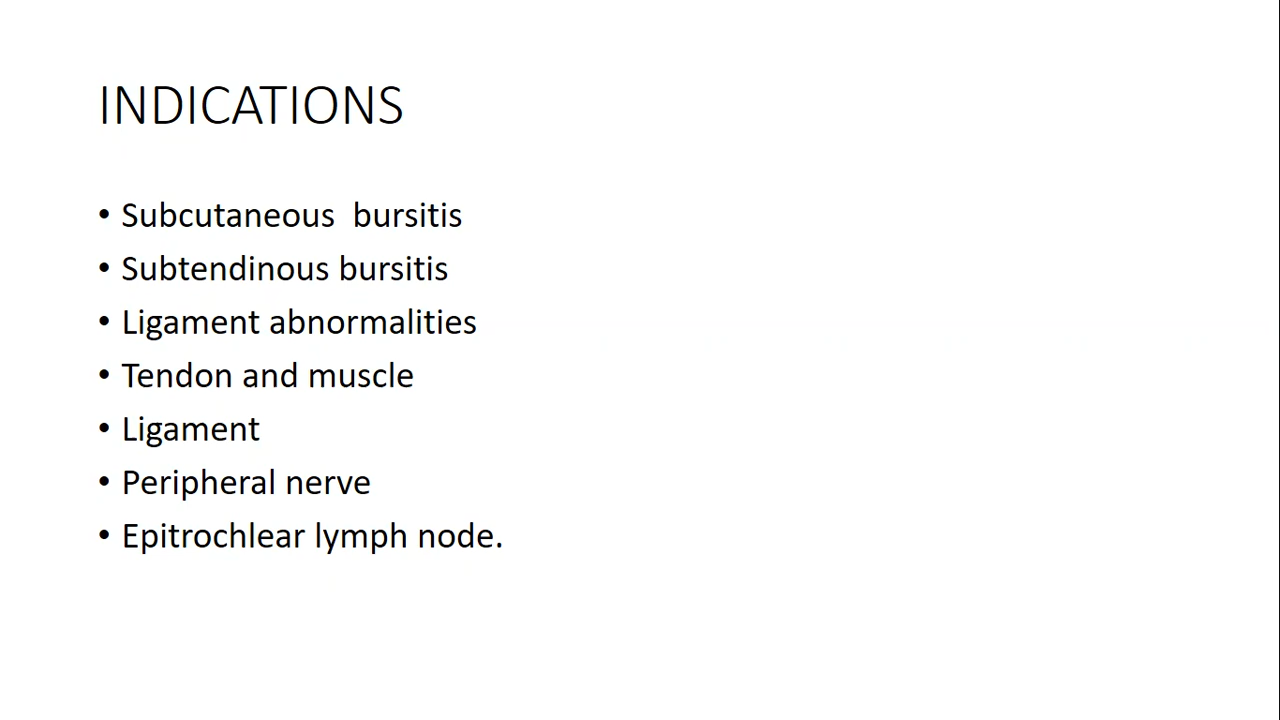 INDICATIONS
• Subcutaneous  bursitis
• Subtendinous bursitis
• Ligament abnormalities
• Tendon and muscle
• Ligament
• Peripheral nerve
• Epitrochlear lymph node.